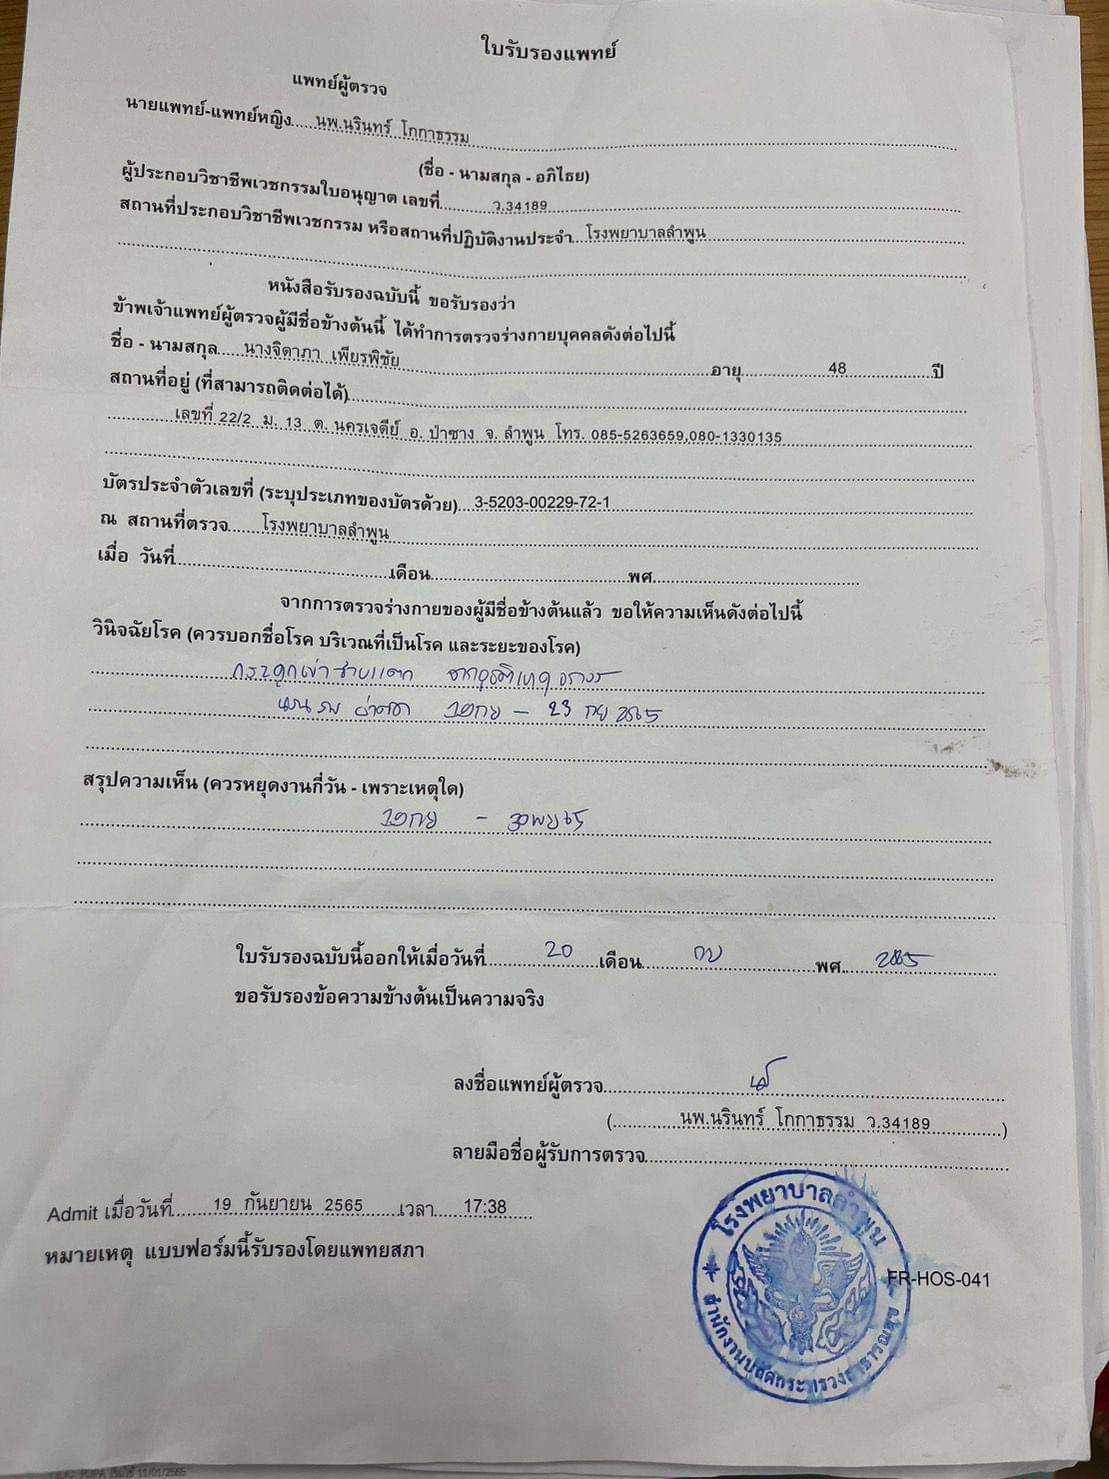 ใบรับรองแพทย์
แพทย์ผู้ตรวจ
นายแพทย์-แพทย์หญิง.....นพ.นรินทร์ โกกาธรรม
(ชื่อ - นามสกุล - อภิไธย)
ผู้ประกอบวิชาชีพเวชกรรมใบอนุญาต เลขที่ ว.34189
สถานที่ประกอบวิชาชีพเวชกรรม หรือสถานที่ปฏิบัติงานประจำ โรงพยาบาลลำพูน
หนังสือรับรองฉบับนี้ ขอรับรองว่า
ข้าพเจ้าแพทย์ผู้ตรวจผู้มีชื่อข้างต้นนี้ ได้ทำการตรวจร่างกายบุคคลดังต่อไปนี้
ชื่อ - นามสกุล นางจิดาภา เพียรพิชัย อายุ 48 ปี
สถานที่อยู่ (ที่สามารถติดต่อได้)
เลขที่ 22/2 ม. 13 ต. นครเจดีย์ อ. ป่าซาง จ. ลำพูน โทร. 085-5263659,080-1330135
บัตรประจำตัวเลขที่ (ระบุประเภทของบัตรด้วย) 3-5203-00229-72-1
ณ สถานที่ตรวจ โรงพยาบาลลำพูน
เมื่อ วันที่ เดือน พศ.
จากการตรวจร่างกายของผู้มีชื่อข้างต้นแล้ว ขอให้ความเห็นดังต่อไปนี้
วินิจฉัยโรค (ควรบอกชื่อโรค บริเวณที่เป็นโรค และระยะของโรค)
กระดูกเข่าซ้ายแตก จากอุบัติเหตุจราจร
นอน รพ ผ่าตัด 19กย - 23 กย 2565
สรุปความเห็น (ควรหยุดงานกี่วัน - เพราะเหตุใด)
19กย - 30พย 65
ใบรับรองฉบับนี้ออกให้เมื่อวันที่ 20 เดือน กย พศ. 2565
ขอรับรองข้อความข้างต้นเป็นความจริง
ลงชื่อแพทย์ผู้ตรวจ
(นพ.นรินทร์ โกกาธรรม ว.34189)
ลายมือชื่อผู้รับการตรวจ
Admit เมื่อวันที่ 19 กันยายน 2565 เวลา 17:38
หมายเหตุ แบบฟอร์มนี้รับรองโดยแพทยสภา
โรงพยาบาลลำพูน
สำนักงานปลัดกระทรวงสาธารณสุข
FR-HOS-041